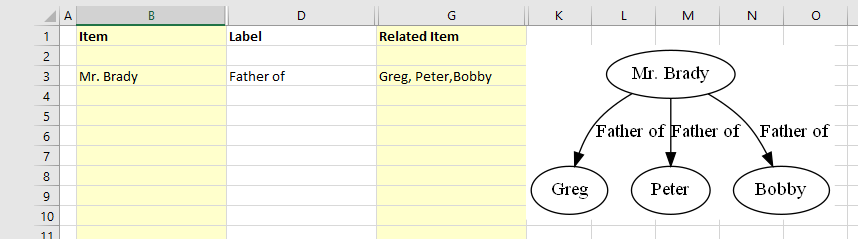 A B D G K L M N O
1 Item Label Related Item
2
3 Mr. Brady Father of Greg, Peter,Bobby
4
5
6
7
8
9
10
11
Mr. Brady
Father of Father of Father of
Greg Peter Bobby